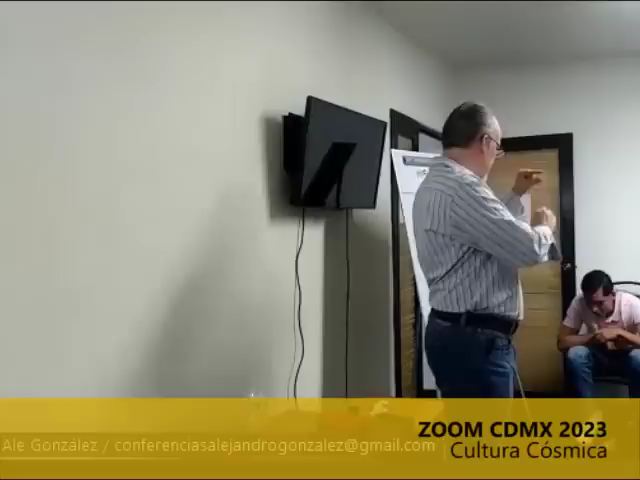 ZOOM CDMX 2023
Ale González / conferenciasalejandrogonzalez@gmail.com
Cultura Cósmica